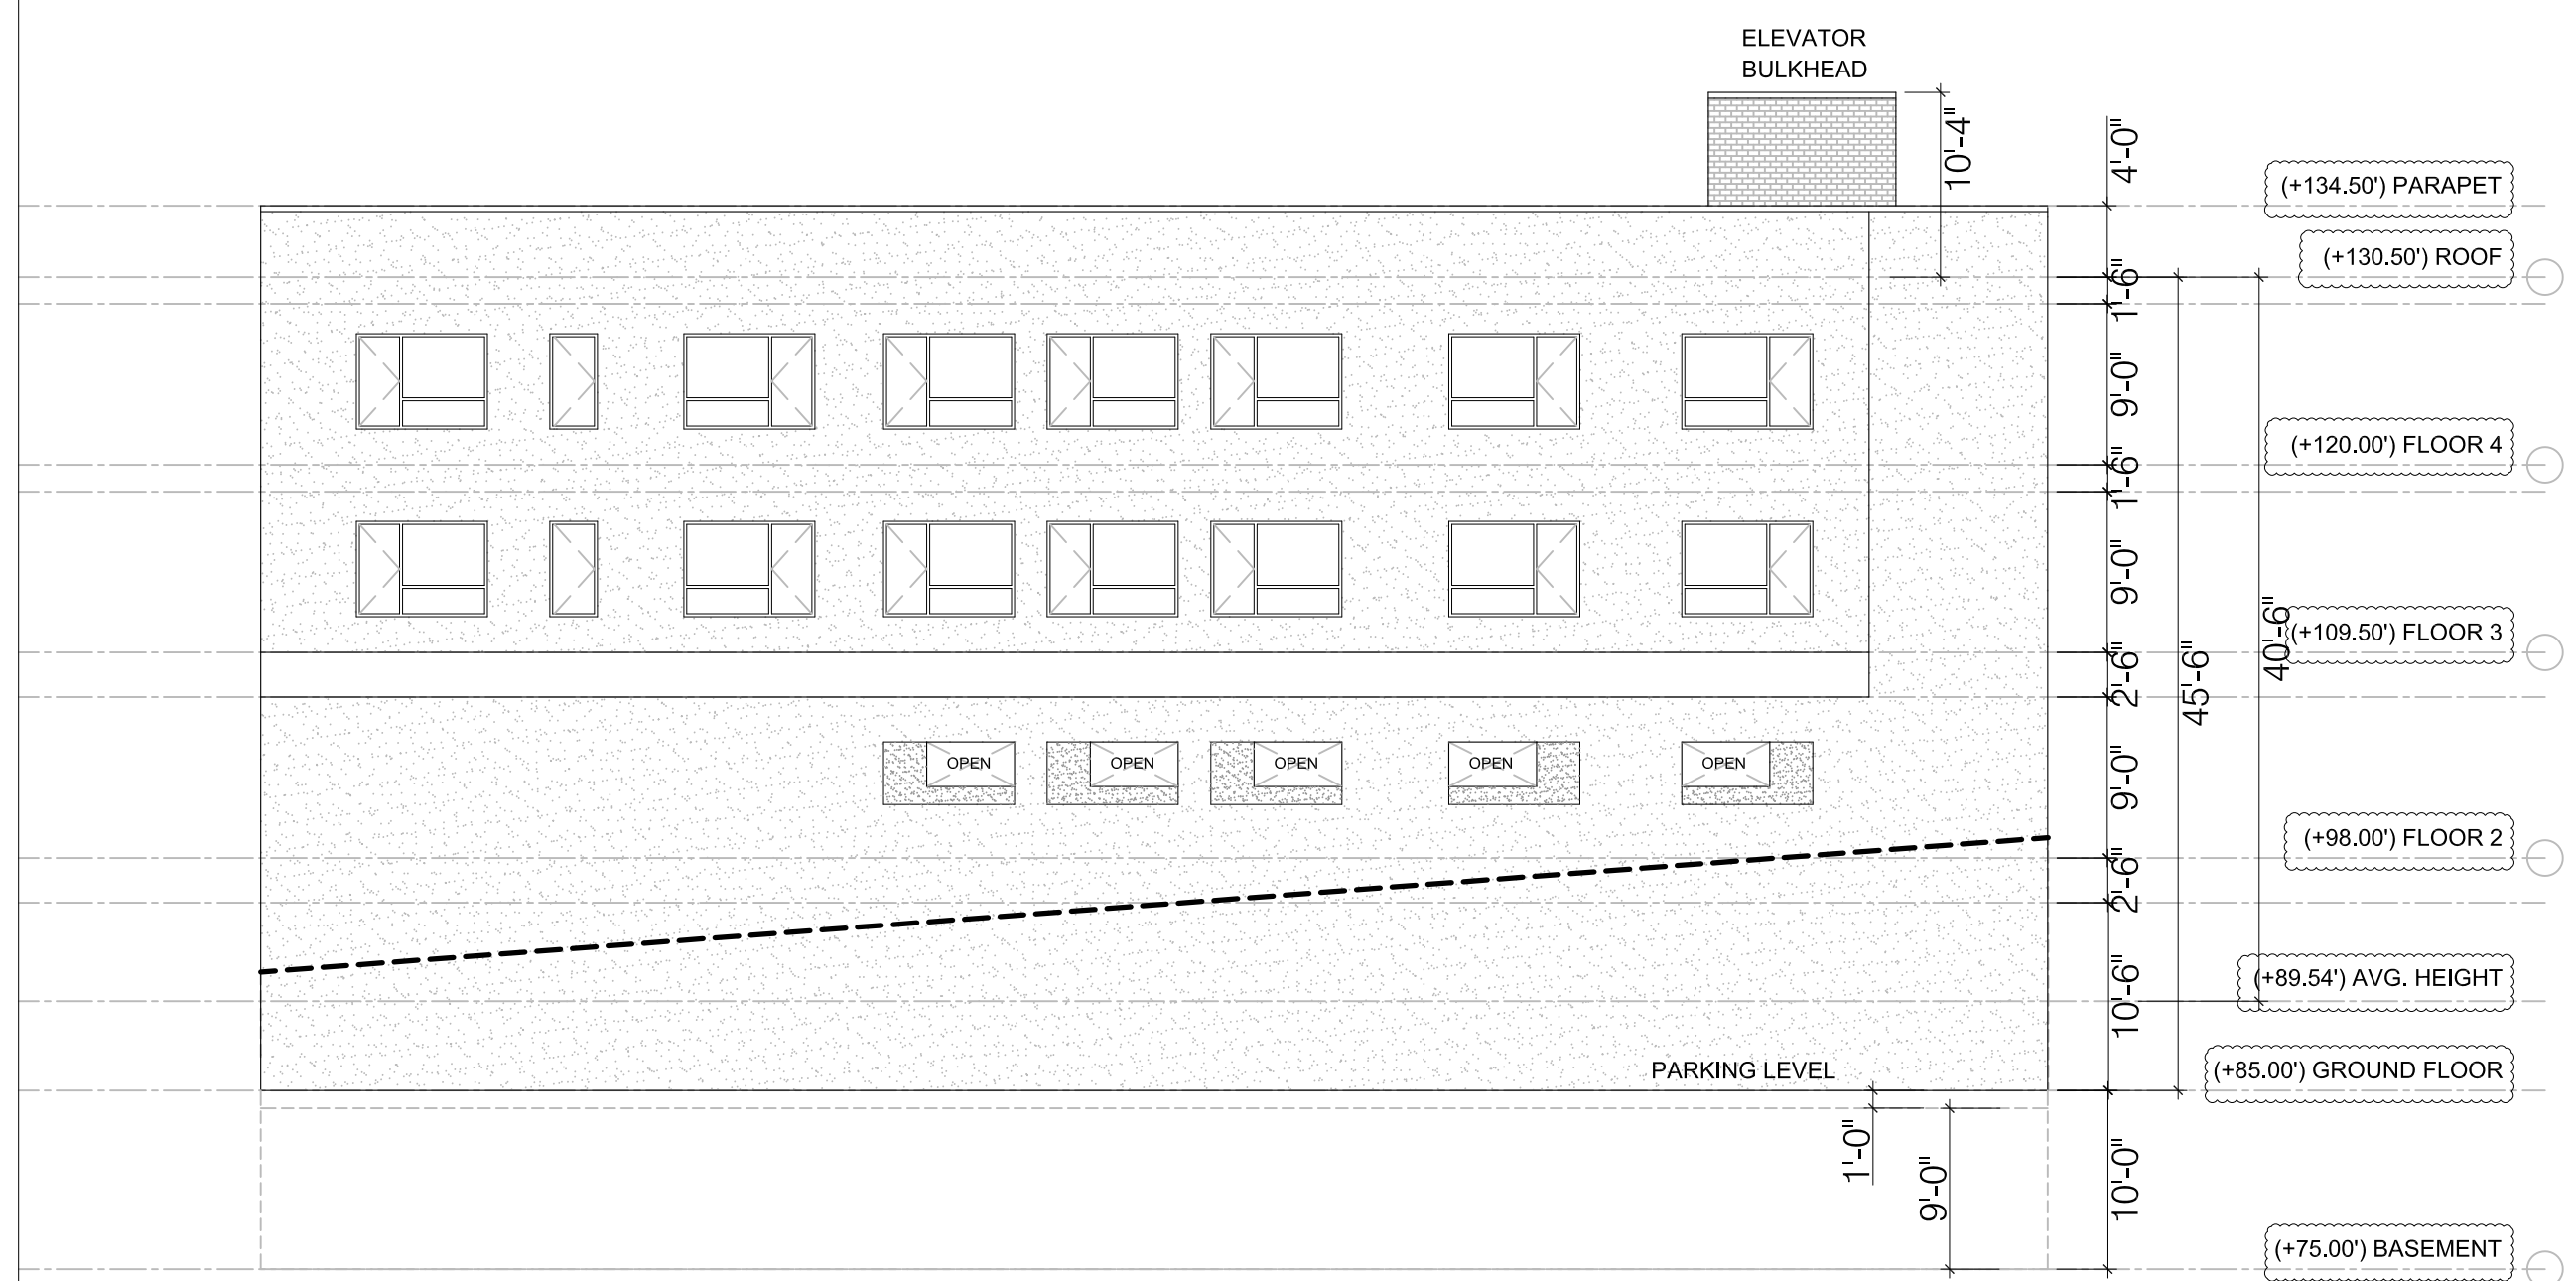 ELEVATOR
BULKHEAD
10'-4"
4'-0"
(+134.50') PARAPET
(+130.50') ROOF
1'-6"
9'-0"
(+120.00') FLOOR 4
1'-6"
9'-0"
(+109.50') FLOOR 3
40'-6"
45'-6"
2'-6"
OPEN
OPEN
OPEN
OPEN
OPEN
9'-0"
(+98.00') FLOOR 2
2'-6"
(+89.54') AVG. HEIGHT
10'-6"
PARKING LEVEL
(+85.00') GROUND FLOOR
1'-0"
9'-0"
10'-0"
(+75.00') BASEMENT